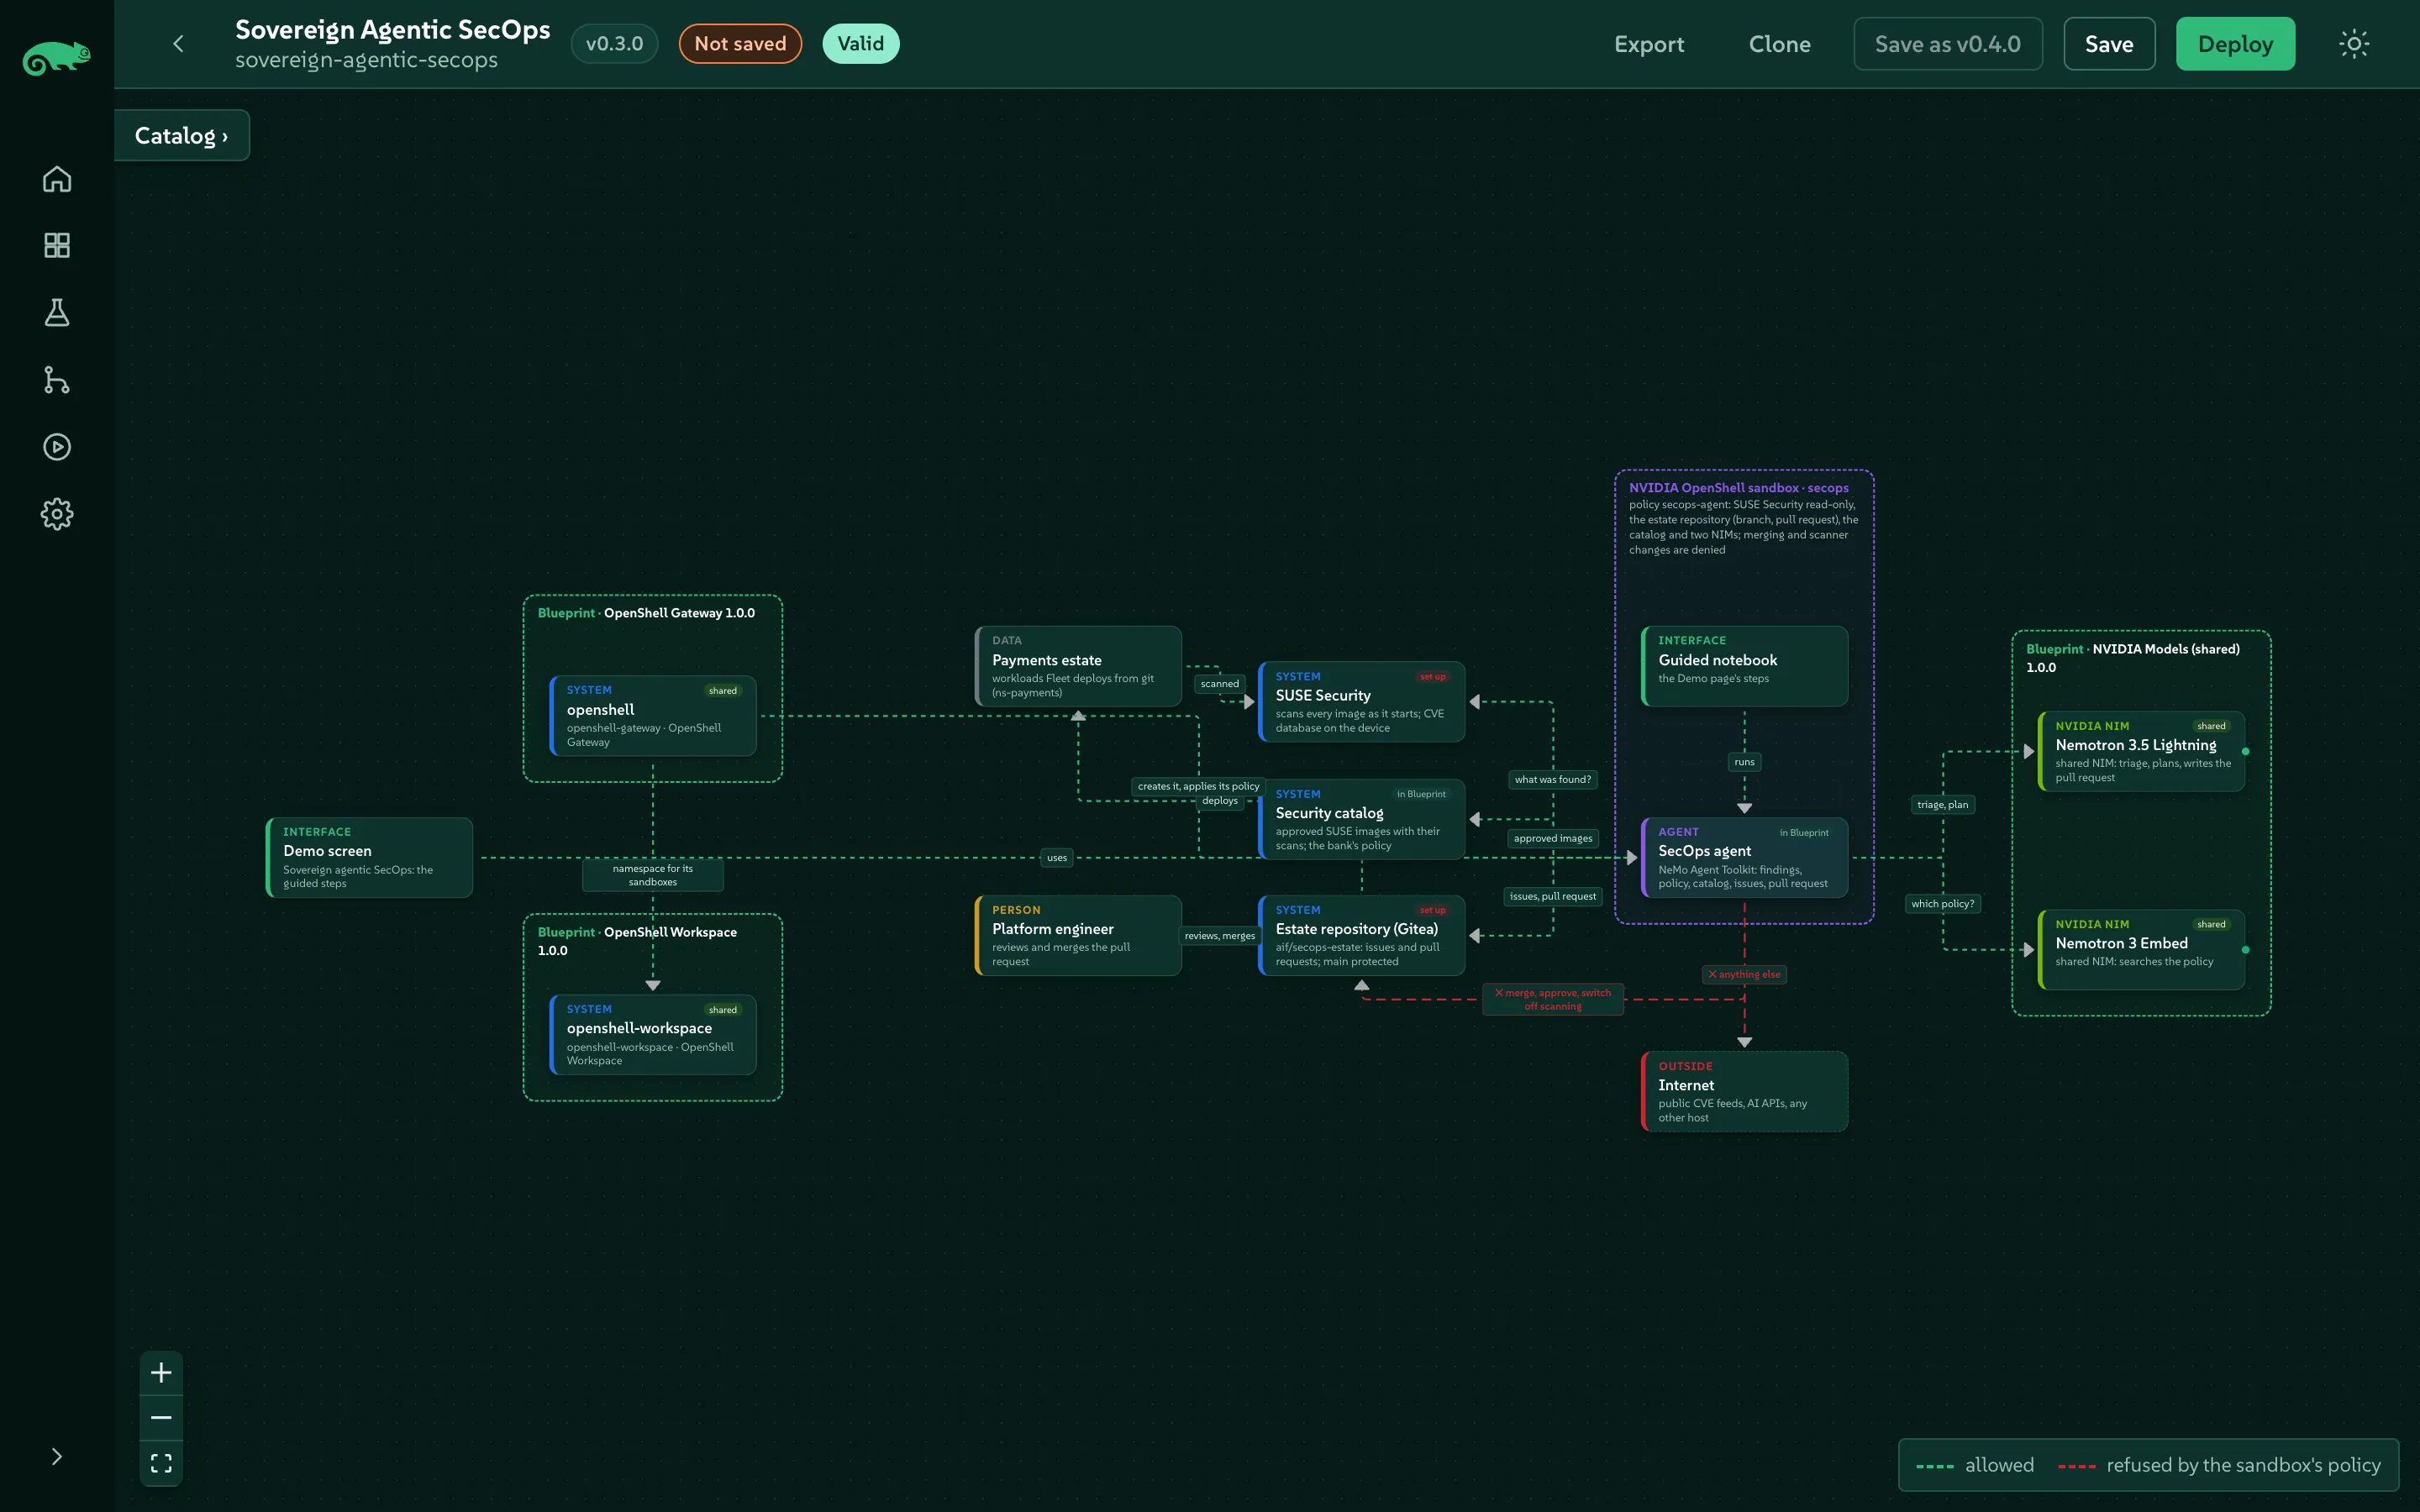 Sovereign Agentic SecOps
sovereign-agentic-secops
v0.3.0
Not saved
Valid
Export
Clone
Save as v0.4.0
Save
Deploy
Catalog ›
NVIDIA OpenShell sandbox · secops
policy secops-agent: SUSE Security read-only,
the estate repository (branch, pull request), the
catalog and two NIMs; merging and scanner
changes are denied
Blueprint · OpenShell Gateway 1.0.0
SYSTEM
shared
openshell
openshell-gateway · OpenShell
Gateway
DATA
Payments estate
workloads Fleet deploys from git
(ns-payments)
scanned
SYSTEM
set up
SUSE Security
scans every image as it starts; CVE
database on the device
INTERFACE
Guided notebook
the Demo page's steps
runs
Blueprint · NVIDIA Models (shared)
1.0.0
NVIDIA NIM
shared
Nemotron 3.5 Lightning
shared NIM: triage, plans, writes the
pull request
creates it, applies its policy
deploys
what was found?
SYSTEM
in Blueprint
Security catalog
approved SUSE images with their
scans; the bank's policy
approved images
triage, plan
INTERFACE
Demo screen
Sovereign agentic SecOps: the
guided steps
uses
namespace for its
sandboxes
AGENT
in Blueprint
SecOps agent
NeMo Agent Toolkit: findings,
policy, catalog, issues, pull request
issues, pull request
which policy?
Blueprint · OpenShell Workspace
1.0.0
SYSTEM
shared
openshell-workspace
openshell-workspace · OpenShell
Workspace
PERSON
Platform engineer
reviews and merges the pull
request
reviews, merges
SYSTEM
set up
Estate repository (Gitea)
aif/secops-estate: issues and pull
requests; main protected
NVIDIA NIM
shared
Nemotron 3 Embed
shared NIM: searches the policy
✕ anything else
✕ merge, approve, switch
off scanning
OUTSIDE
Internet
public CVE feeds, AI APIs, any
other host
allowed
refused by the sandbox's policy